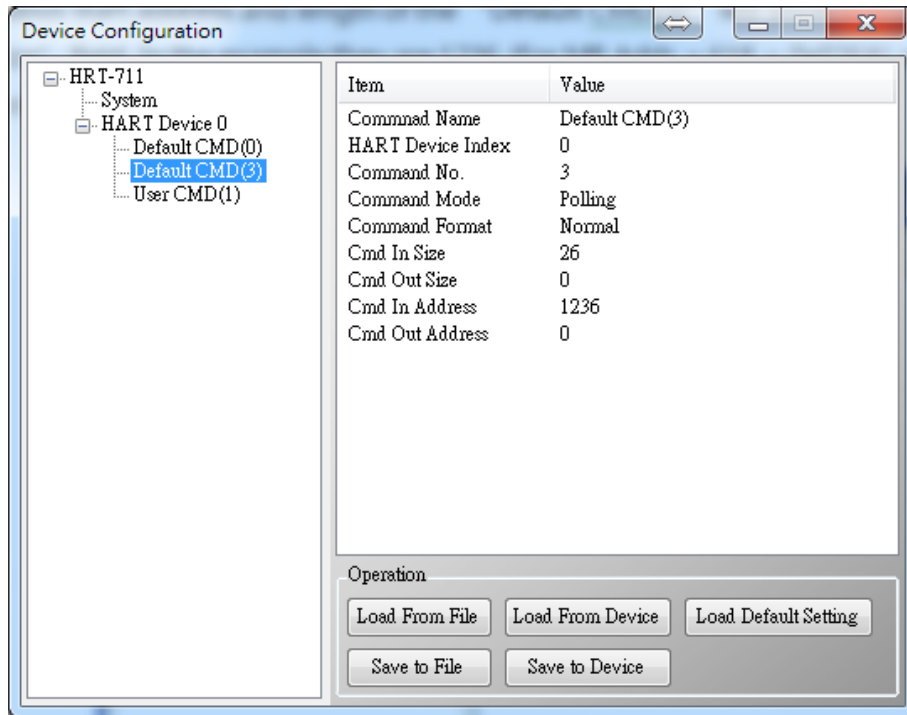 Device Configuration
HRT-711
System
HART Device 0
Default CMD(0)
Default CMD(3)
User CMD(1)
Item Value
Commnad Name Default CMD(3)
HART Device Index 0
Command No. 3
Command Mode Polling
Command Format Normal
Cmd In Size 26
Cmd Out Size 0
Cmd In Address 1236
Cmd Out Address 0
Operation
Load From File Load From Device Load Default Setting
Save to File Save to Device